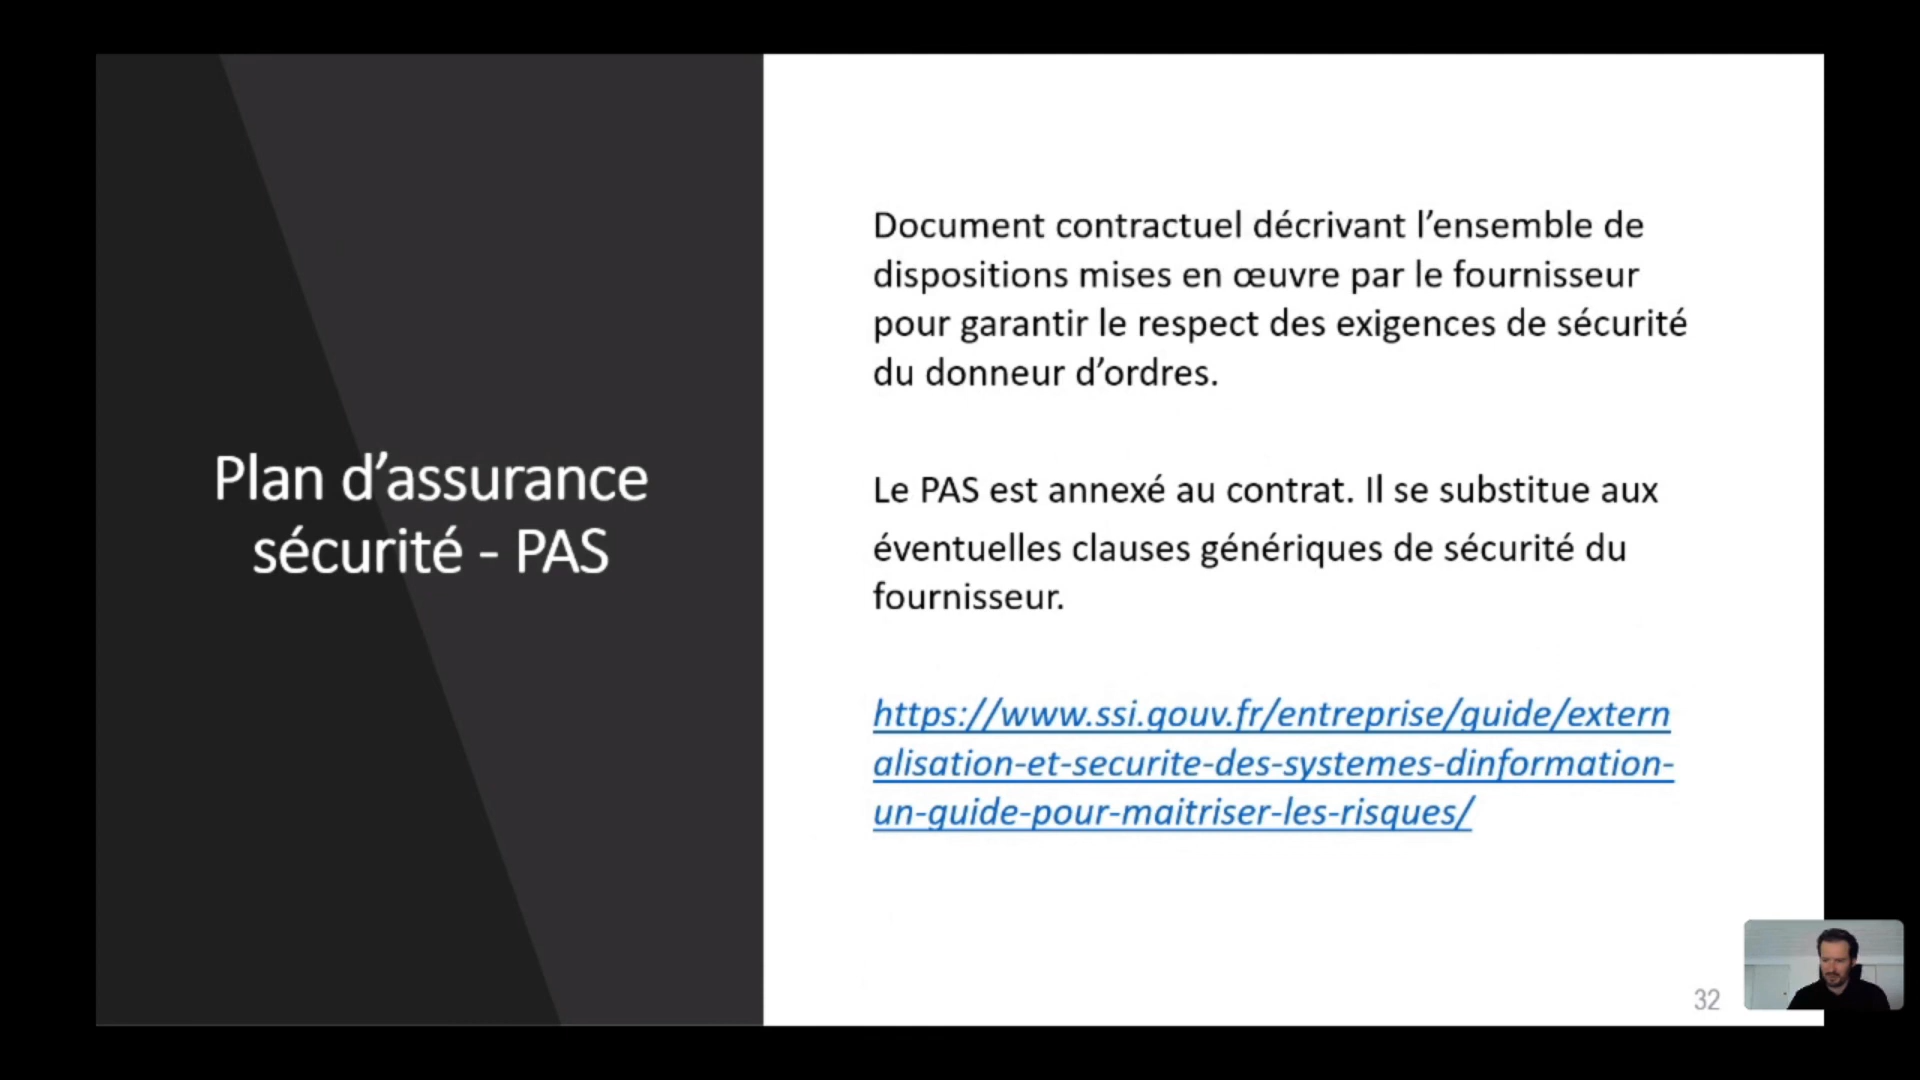 Plan d’assurance
sécurité - PAS
Document contractuel décrivant l’ensemble de
dispositions mises en œuvre par le fournisseur
pour garantir le respect des exigences de sécurité
du donneur d’ordres.
Le PAS est annexé au contrat. Il se substitue aux
éventuelles clauses génériques de sécurité du
fournisseur.
https://www.ssi.gouv.fr/entreprise/guide/extern
alisation-et-securite-des-systemes-dinformation-
un-guide-pour-maitriser-les-risques/
32